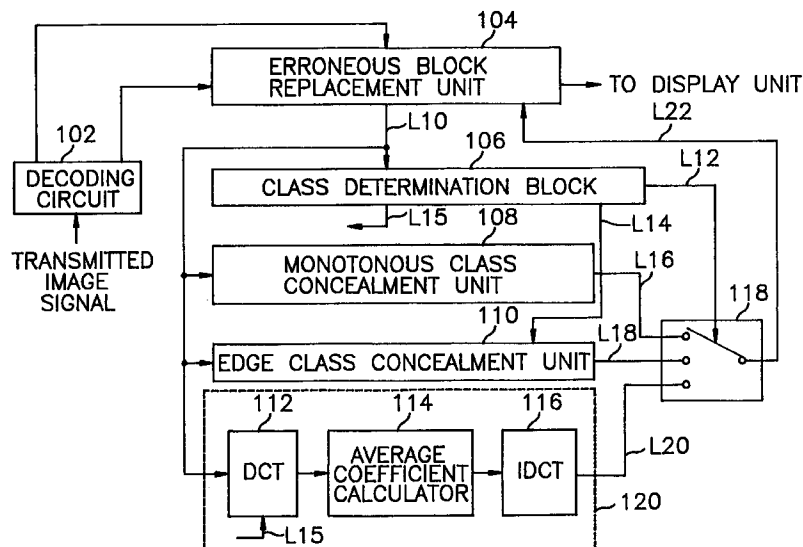 104
ERRONEOUS BLOCK
REPLACEMENT UNIT
TO DISPLAY UNIT
L10
L22
102
106
L12
DECODING
CIRCUIT
CLASS DETERMINATION BLOCK
L15
L14
108
TRANSMITTED
IMAGE
SIGNAL
MONOTONOUS CLASS
CONCEALMENT UNIT
L16
118
110
EDGE CLASS CONCEALMENT UNIT
L18
112
114
116
DCT
AVERAGE
COEFFICIENT
CALCULATOR
IDCT
L20
120
L15